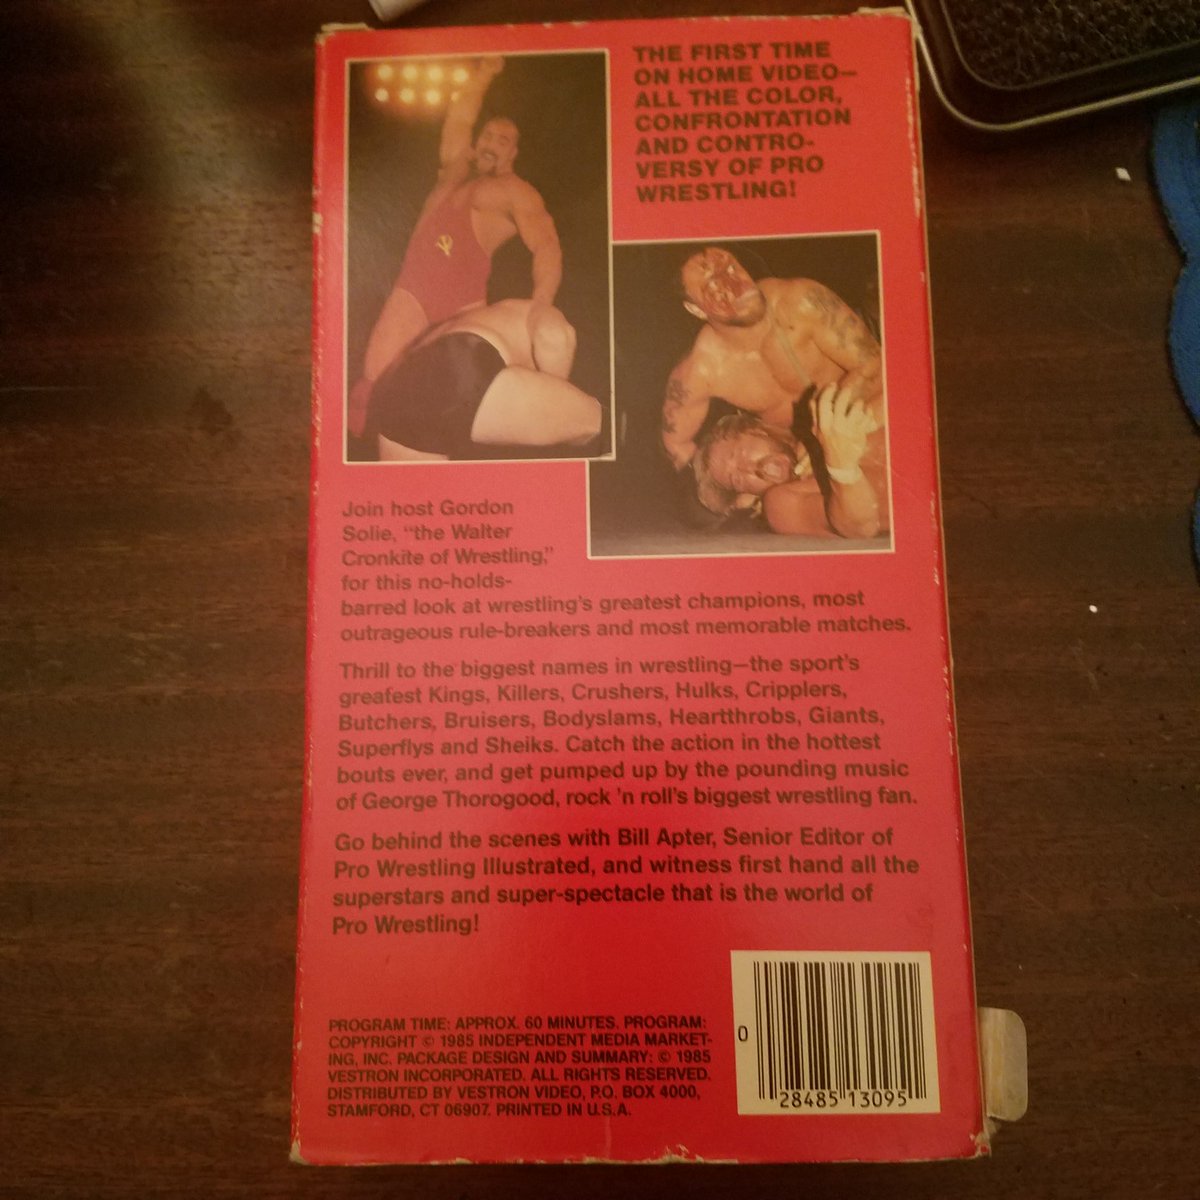 THE FIRST TIME
ON HOME VIDEO—
ALL THE COLOR,
CONFRONTATION
AND CONTRO-
VERSY OF PRO
WRESTLING!
Join host Gordon
Solie, “the Walter
Cronkite of Wrestling,”
for this no-holds-
barred look at wrestling’s greatest champions, most
outrageous rule-breakers and most memorable matches.
Thrill to the biggest names in wrestling—the sport’s
greafest Kings, Killers, Crushers, Hulks, Cripplers,
Butchers, Bruisers, Bodyslams, Heartthrobs, Giants,
Superflys and Sheiks. Catch the action in the hottest
bouts ever, and get pumped up by the pounding music
of George Thorogood, rock ’n roll’s biggest wrestling fan.
Go behind the scenes with Bill Apter, Senior Editor of
Pro Wrestling Illustrated, and witness first hand all the
superstars and super-spectacle that is the world of
Pro Wrestling!
PROGRAM TIME: APPROX. 60 MINUTES. PROGRAM:
COPYRIGHT © 1985 INDEPENDENT MEDIA MARKET-
ING, INC. PACKAGE DESIGN AND SUMMARY: © 1985
VESTRON INCORPORATED. ALL RIGHTS RESERVED.
DISTRIBUTED BY VESTRON VIDEO, P.O. BOX 4000,
STAMFORD, CT 06907. PRINTED IN U.S.A.
0 28485 13095